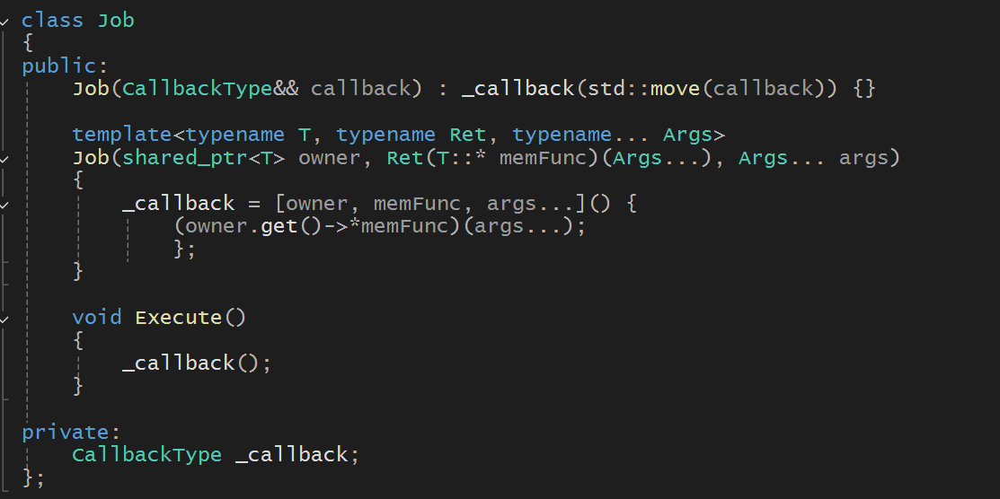 class Job
{
public:
    Job(CallbackType&& callback) : _callback(std::move(callback)) {}

    template<typename T, typename Ret, typename... Args>
    Job(shared_ptr<T> owner, Ret(T::* memFunc)(Args...), Args... args)
    {
        _callback = [owner, memFunc, args...]() {
            (owner.get()->*memFunc)(args...);
            };
    }

    void Execute()
    {
        _callback();
    }

private:
    CallbackType _callback;
};